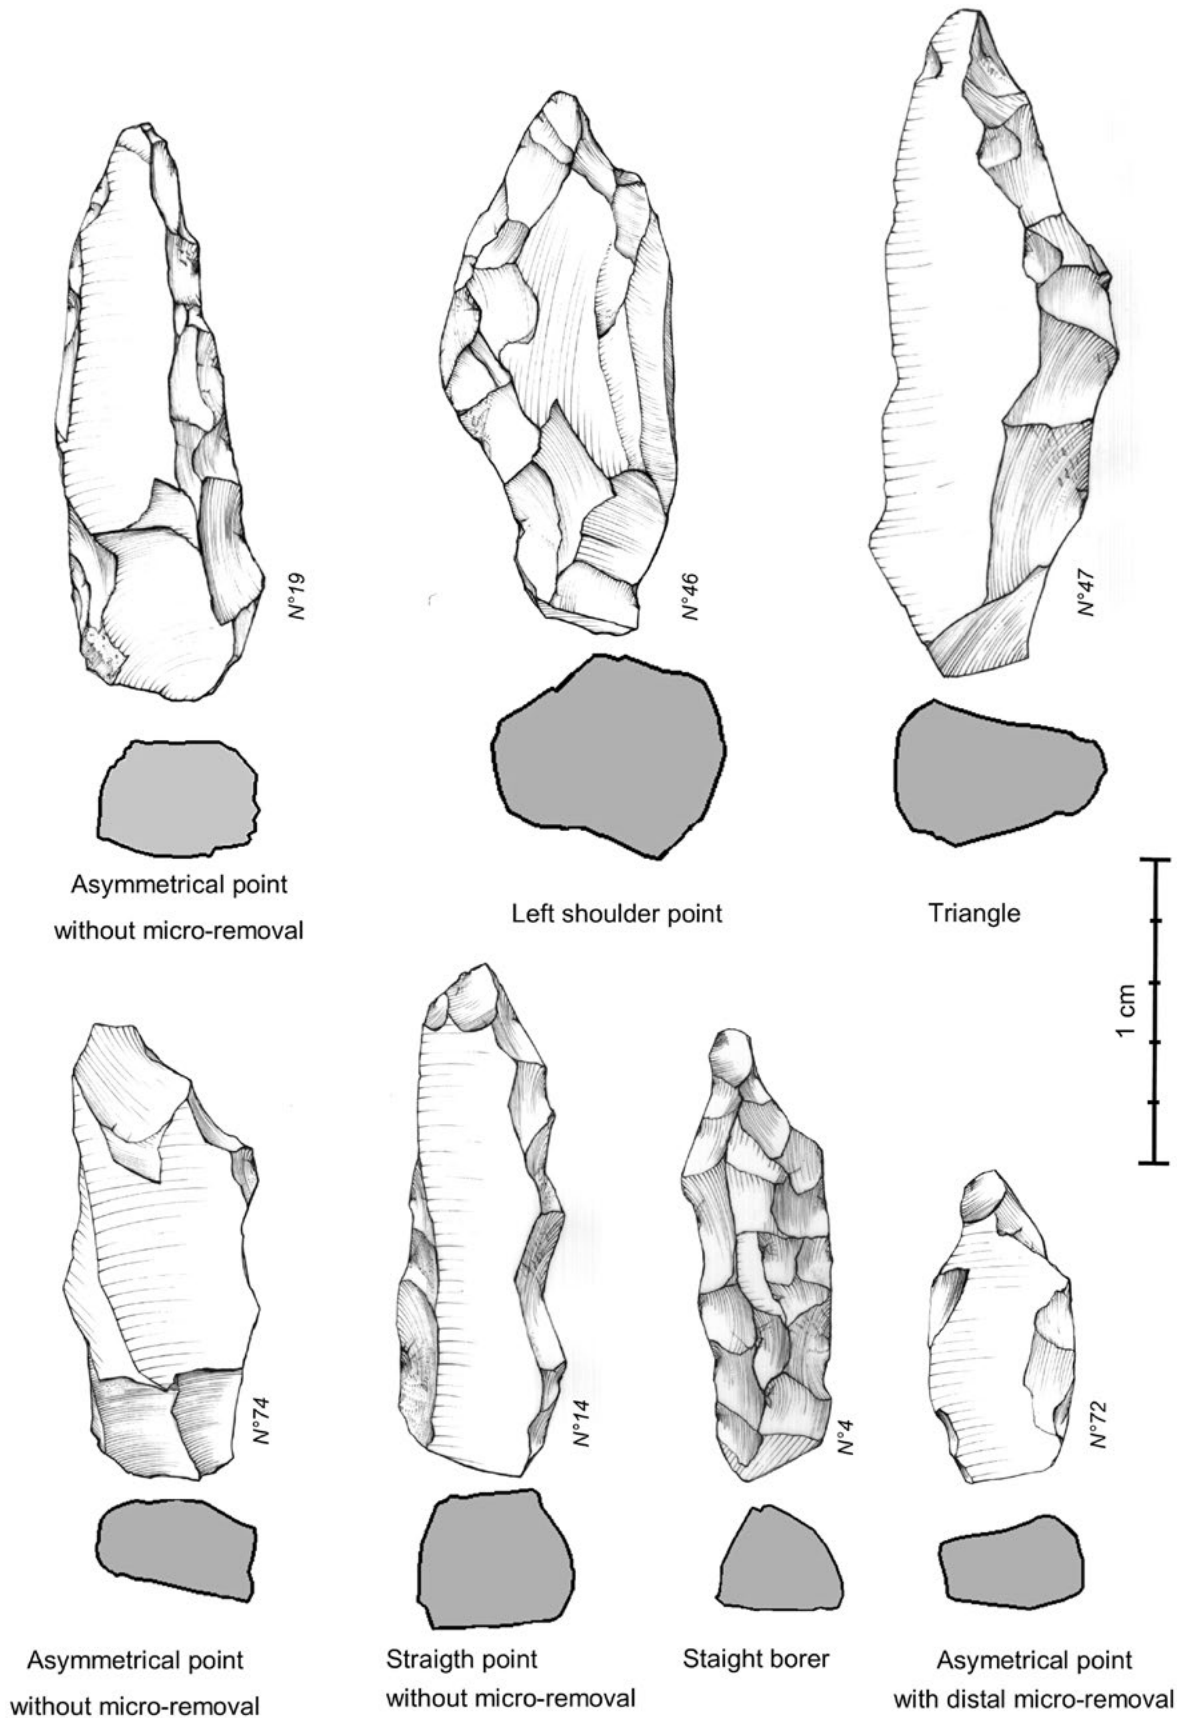 N°19
N°46
N°47
Asymmetrical point
without micro-removal
Left shoulder point
Triangle
1 cm
N°74
N°14
N°4
N°72
Asymmetrical point
without micro-removal
Straigth point
without micro-removal
Staight borer
Asymetrical point
with distal micro-removal